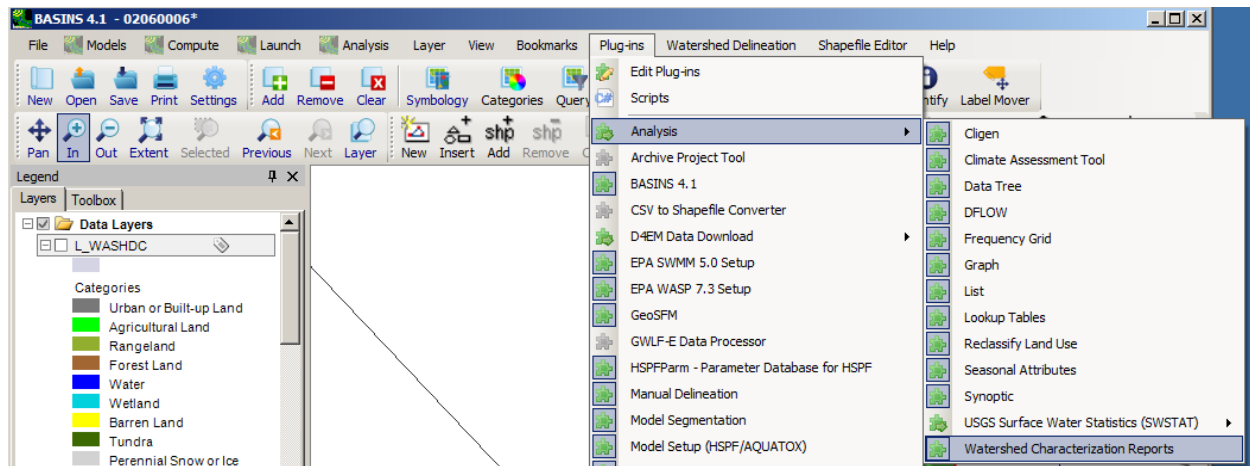 BASINS 4.1 - 02060006*
File Models Compute Launch Analysis Layer View Bookmarks Plug-ins Watershed Delineation Shapefile Editor Help
New Open Save Print Settings Add Remove Clear Symbology Categories Query
ntify Label Mover
Pan In Out Extent Selected Previous Next Layer New Insert Add Remove
shp shp
Legend
Layers Toolbox
Data Layers
L_WASHDC
Categories
Urban or Built-up Land
Agricultural Land
Rangeland
Forest Land
Water
Wetland
Barren Land
Tundra
Perennial Snow or Ice
Edit Plug-ins
C#
Scripts
Analysis
Archive Project Tool
BASINS 4.1
CSV to Shapefile Converter
D4EM Data Download
EPA SWMM 5.0 Setup
EPA WASP 7.3 Setup
GeoSFM
GWLF-E Data Processor
HSPFParm - Parameter Database for HSPF
Manual Delineation
Model Segmentation
Model Setup (HSPF/AQUATOX)
Cligen
Climate Assessment Tool
Data Tree
DFLOW
Frequency Grid
Graph
List
Lookup Tables
Reclassify Land Use
Seasonal Attributes
Synoptic
USGS Surface Water Statistics (SWSTAT)
Watershed Characterization Reports